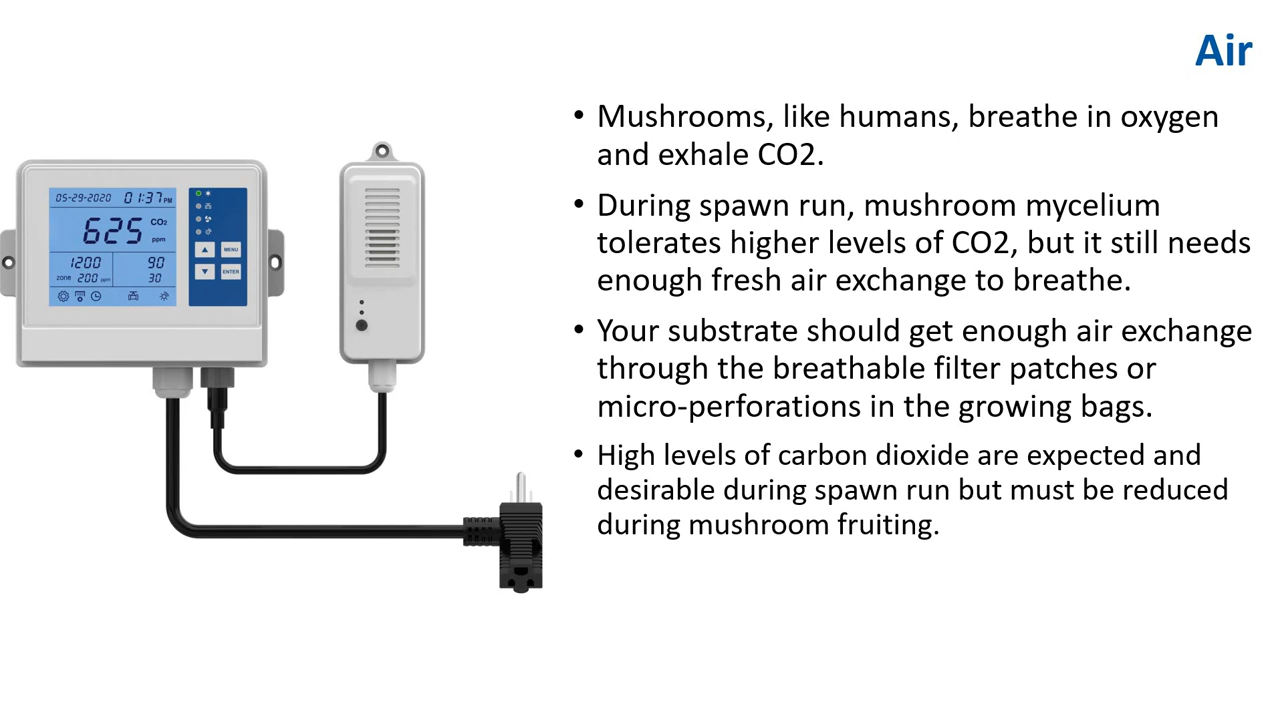 Air
• Mushrooms, like humans, breathe in oxygen
and exhale CO2.
• During spawn run, mushroom mycelium
tolerates higher levels of CO2, but it still needs
enough fresh air exchange to breathe.
• Your substrate should get enough air exchange
through the breathable filter patches or
micro-perforations in the growing bags.
• High levels of carbon dioxide are expected and
desirable during spawn run but must be reduced
during mushroom fruiting.
05-29-2020 01:37 PM
625 CO2 ppm
1200 90
zone 200 ppm 30
MENU
ENTER